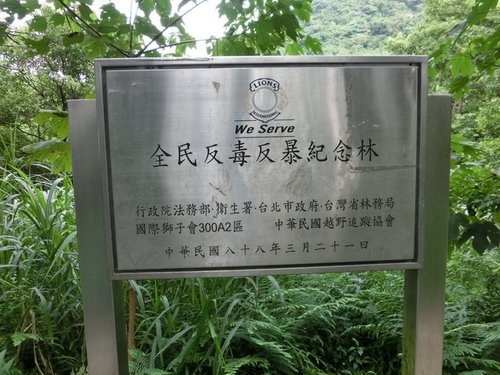 LIONS
INTERNATIONAL
We Serve
全民反毒反暴紀念林
行政院法務部·衛生署·台北市政府·台灣省林務局
國際獅子會300A2區 中華民國越野追蹤協會
中華民國八十八年三月二十一日